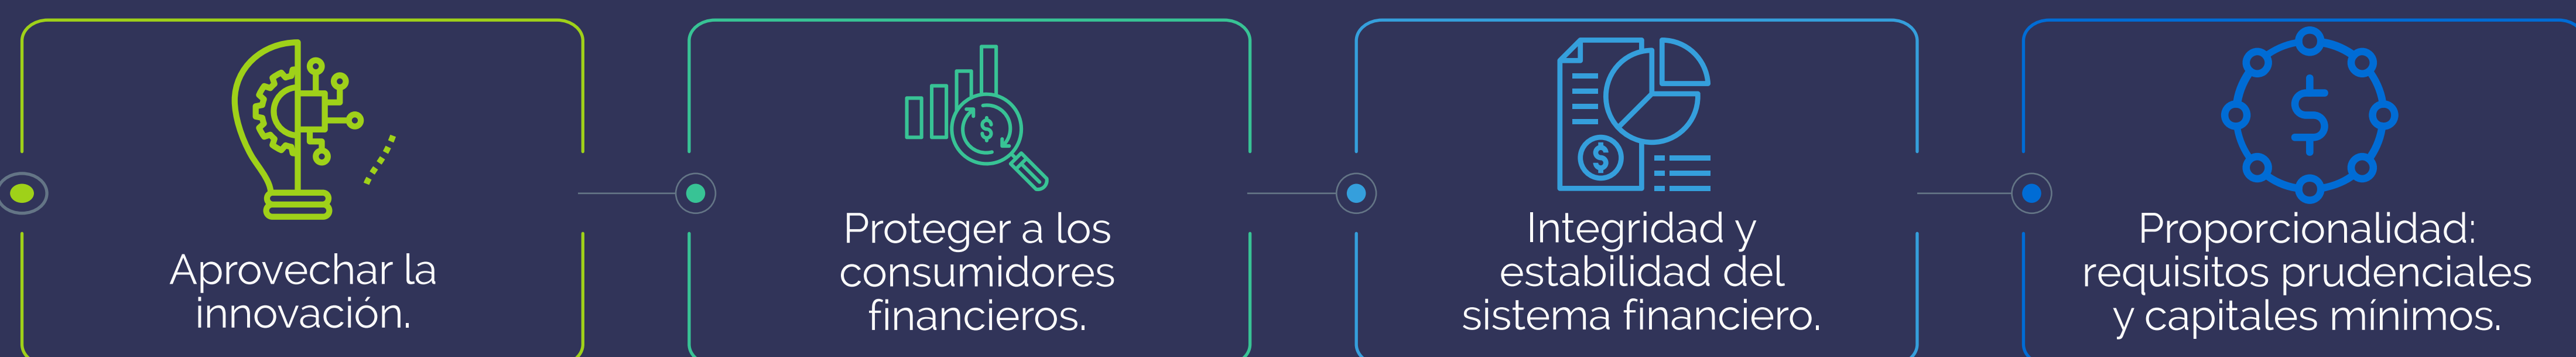 Aprovechar la
innovación.
Proteger a los
consumidores
financieros.
Integridad y
estabilidad del
sistema financiero.
Proporcionalidad:
requisitos prudenciales
y capitales mínimos.